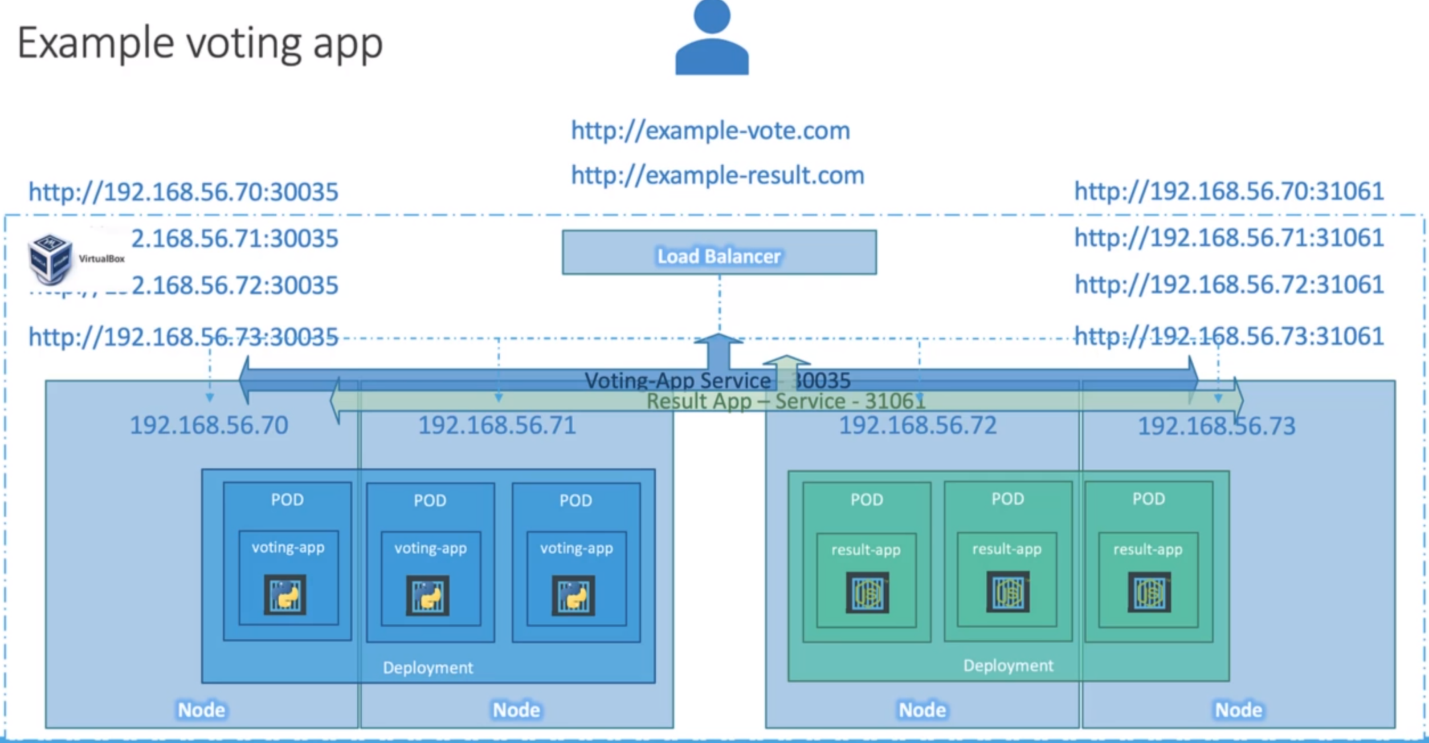 Example voting app
http://example-vote.com
http://example-result.com
http://192.168.56.70:30035
2.168.56.71:30035
2.168.56.72:30035
http://192.168.56.73:30035
http://192.168.56.70:31061
http://192.168.56.71:31061
http://192.168.56.72:31061
http://192.168.56.73:31061
VirtualBox
Load Balancer
Voting-App Service - 30035
Result App – Service - 31061
192.168.56.70
192.168.56.71
192.168.56.72
192.168.56.73
POD
POD
POD
voting-app
voting-app
voting-app
Deployment
POD
POD
POD
result-app
result-app
result-app
Deployment
Node
Node
Node
Node